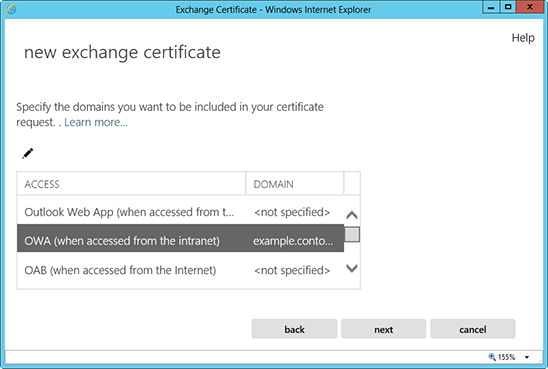 Exchange Certificate - Windows Internet Explorer
Help
new exchange certificate
Specify the domains you want to be included in your certificate
request. . Learn more...
ACCESS DOMAIN
Outlook Web App (when accessed from t... <not specified>
OWA (when accessed from the intranet) example.conto...
OAB (when accessed from the Internet) <not specified>
back next cancel
155%